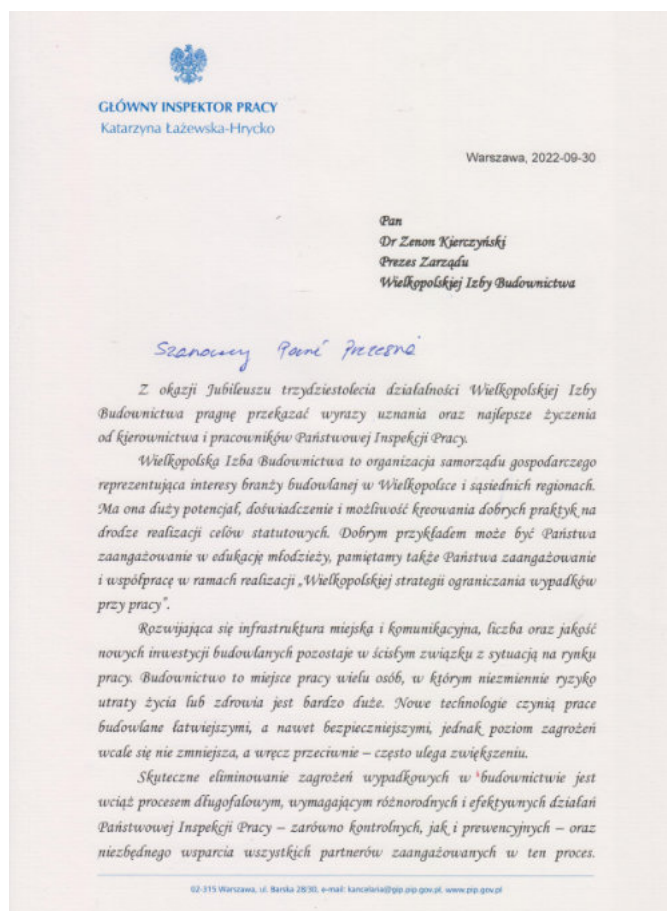 GŁÓWNY INSPEKTOR PRACY
Katarzyna Łażewska-Hrycko
Warszawa, 2022-09-30
Pan
Dr Zenon Kierczyński
Prezes Zarządu
Wielkopolskiej Izby Budownictwa
Szanowny Panie Prezesie
Z okazji Jubileuszu trzydziestolecia działalności Wielkopolskiej Izby
Budownictwa pragnę przekazać wyrazy uznania oraz najlepsze życzenia
od kierownictwa i pracowników Państwowej Inspekcji Pracy.
Wielkopolska Izba Budownictwa to organizacja samorządu gospodarczego
reprezentująca interesy branży budowlanej w Wielkopolsce i sąsiednich regionach.
Ma ona duży potencjał, doświadczenie i możliwość kreowania dobrych praktyk na
drodze realizacji celów statutowych. Dobrym przykładem może być Państwa
zaangażowanie w edukację młodzieży, pamiętamy także Państwa zaangażowanie
i współpracę w ramach realizacji „Wielkopolskiej strategii ograniczania wypadków
przy pracy".
Rozwijająca się infrastruktura miejska i komunikacyjna, liczba oraz jakość
nowych inwestycji budowlanych pozostaje w ścisłym związku z sytuacją na rynku
pracy. Budownictwo to miejsce pracy wielu osób, w którym niezmiennie ryzyko
utraty życia lub zdrowia jest bardzo duże. Nowe technologie czynią prace
budowlane łatwiejszymi, a nawet bezpieczniejszymi, jednak poziom zagrożeń
wcale się nie zmniejsza, a wręcz przeciwnie – często ulega zwiększeniu.
Skuteczne eliminowanie zagrożeń wypadkowych w budownictwie jest
wciąż procesem długofalowym, wymagającym różnorodnych i efektywnych działań
Państwowej Inspekcji Pracy – zarówno kontrolnych, jak i prewencyjnych – oraz
niezbędnego wsparcia wszystkich partnerów zaangażowanych w ten proces.
02-315 Warszawa, ul. Barska 28/30, e-mail: kancelaria@gip.pip.gov.pl, www.pip.gov.pl